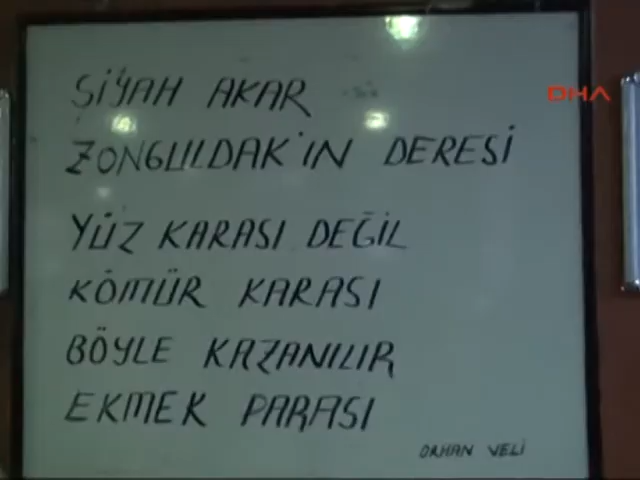 SİYAH AKAR
ZONGULDAK'IN DERESİ
YÜZ KARASI DEĞİL
KÖMÜR KARASI
BÖYLE KAZANILIR
EKMEK PARASI
ORHAN VELİ
DHA